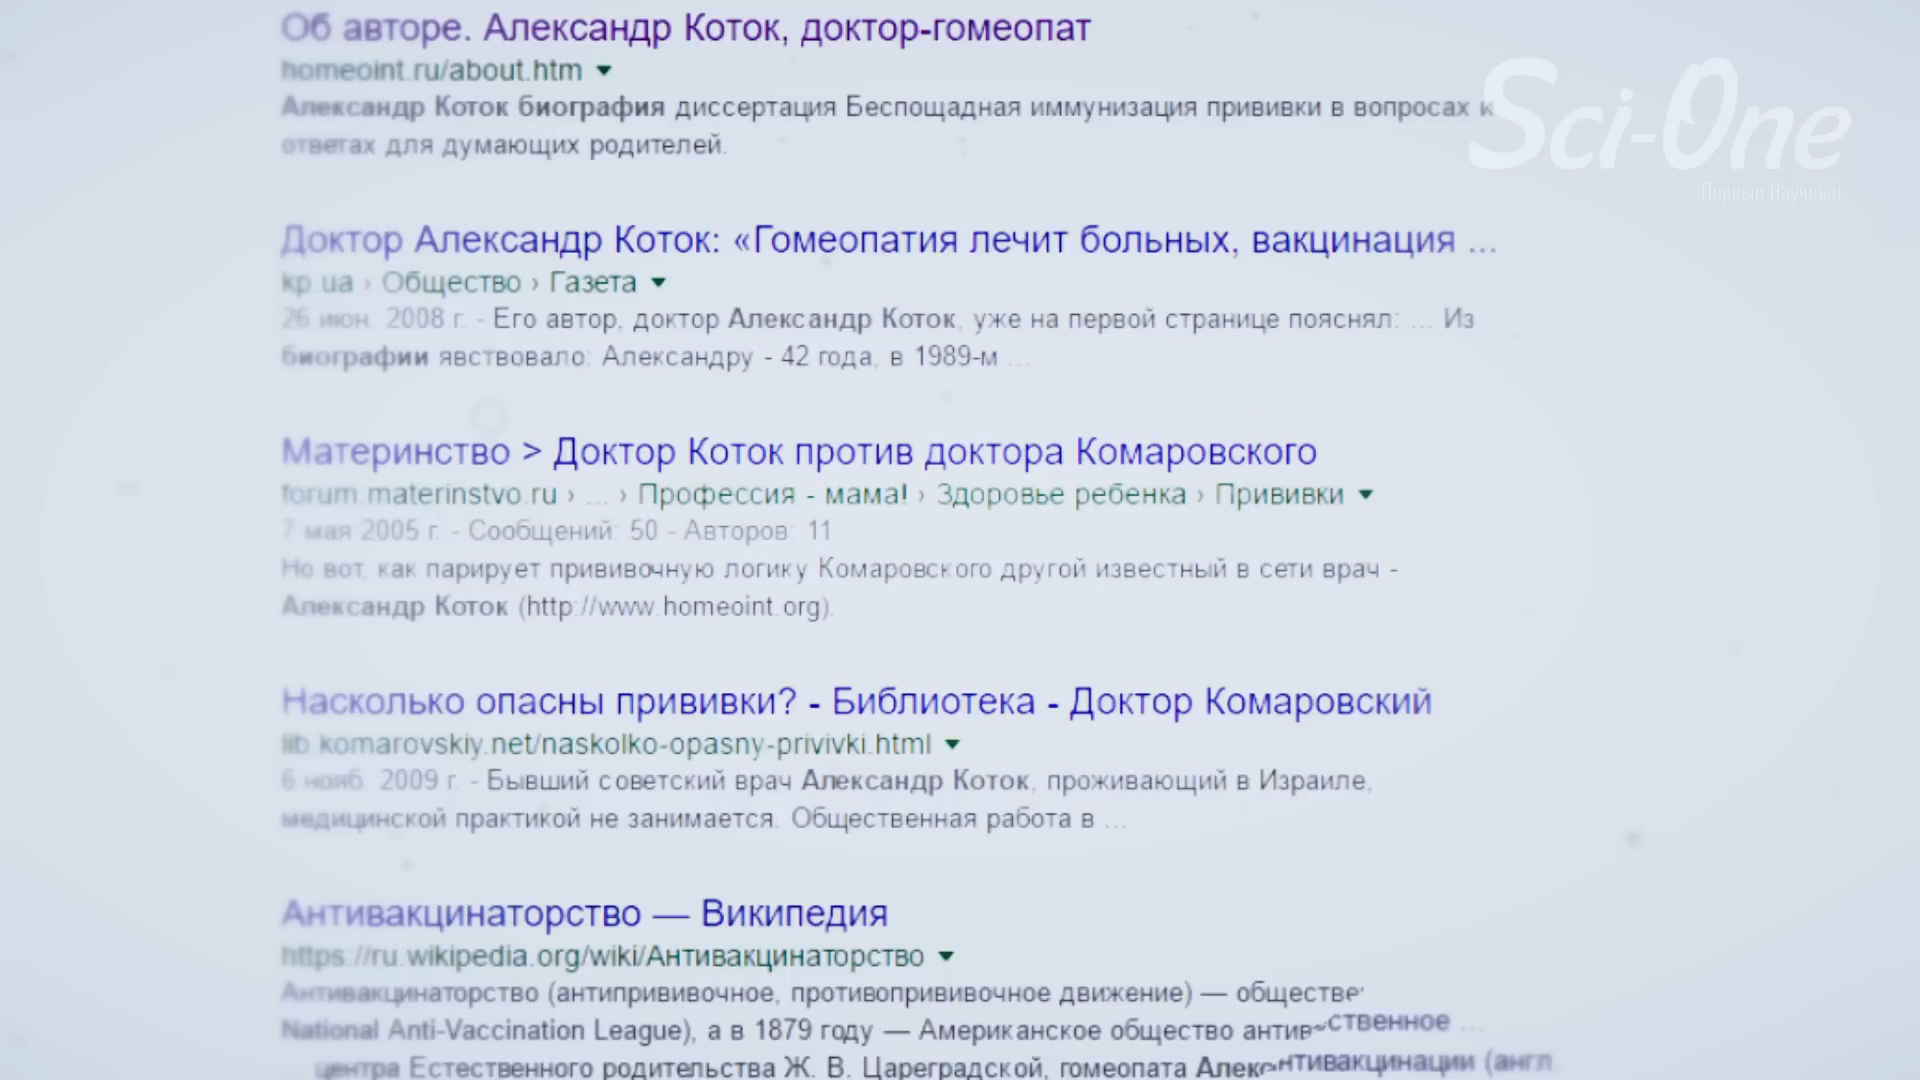 Об авторе. Александр Коток, доктор-гомеопат
homeoint.ru/about.htm
Александр Коток биография диссертация Беспощадная иммунизация прививки в вопросах и
ответах для думающих родителей.
Sci-One
Первый Научный
Доктор Александр Коток: «Гомеопатия лечит больных, вакцинация ...
kp.ua › Общество › Газета
26 июн. 2008 г. - Его автор, доктор Александр Коток, уже на первой странице пояснял: ... Из
биографии явствовало: Александру - 42 года, в 1989-м ...
Материнство > Доктор Коток против доктора Комаровского
forum.materinstvo.ru › ... › Профессия - мама! › Здоровье ребенка › Прививки
7 мая 2005 г. - Сообщений: 50 - Авторов: 11
Но вот, как парирует прививочную логику Комаровского другой известный в сети врач -
Александр Коток (http://www.homeoint.org).
Насколько опасны прививки? - Библиотека - Доктор Комаровский
lib.komarovskiy.net/naskolko-opasny-privivki.html
6 нояб. 2009 г. - Бывший советский врач Александр Коток, проживающий в Израиле,
медицинской практикой не занимается. Общественная работа в ...
Антивакцинаторство — Википедия
https://ru.wikipedia.org/wiki/Антивакцинаторство
Антивакцинаторство (антипрививочное, противопрививочное движение) — обществе
ственное ...
National Anti-Vaccination League), а в 1879 году — Американское общество антив
нтивакцинации (англ.
центра Естественного родительства Ж. В. Цареградской, гомеопата Алек